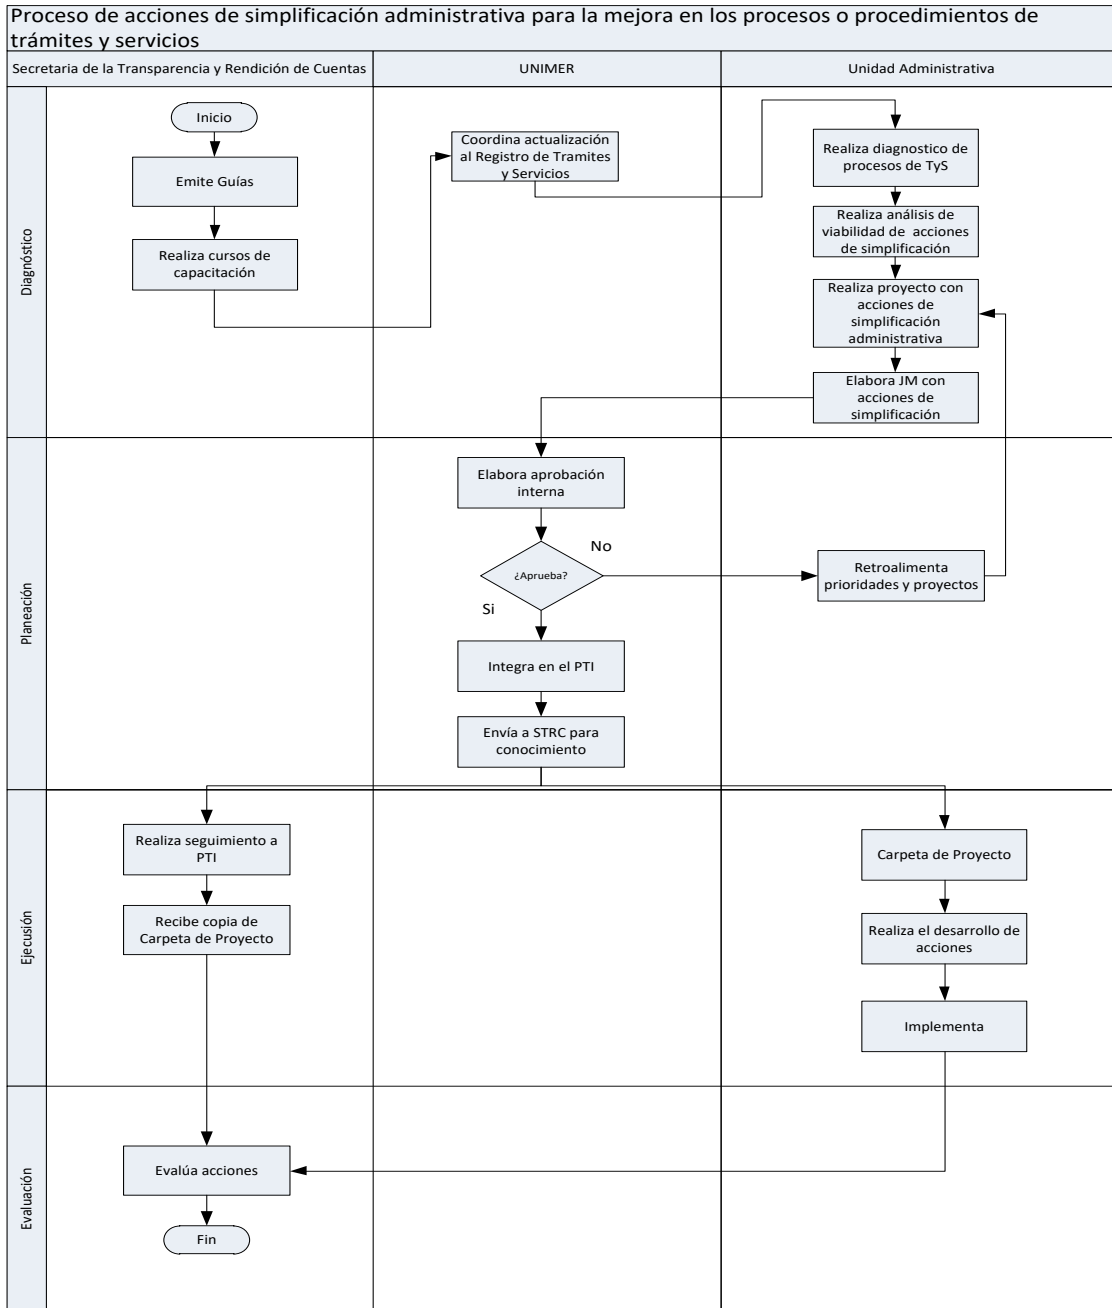 Proceso de acciones de simplificación administrativa para la mejora en los procesos o procedimientos de
trámites y servicios
Secretaria de la Transparencia y Rendición de Cuentas
UNIMER
Unidad Administrativa
Diagnóstico
Inicio
Emite Guías
Realiza cursos de
capacitación
Coordina actualización
al Registro de Tramites
y Servicios
Realiza diagnostico de
procesos de TyS
Realiza análisis de
viabilidad de acciones
de simplificación
Realiza proyecto con
acciones de
simplificación
administrativa
Elabora JM con
acciones de
simplificación
Planeación
Elabora aprobación
interna
¿Aprueba?
No
Si
Retroalimenta
prioridades y proyectos
Integra en el PTI
Envía a STRC para
conocimiento
Ejecusión
Realiza seguimiento a
PTI
Recibe copia de
Carpeta de Proyecto
Carpeta de Proyecto
Realiza el desarrollo de
acciones
Implementa
Evaluación
Evalúa acciones
Fin